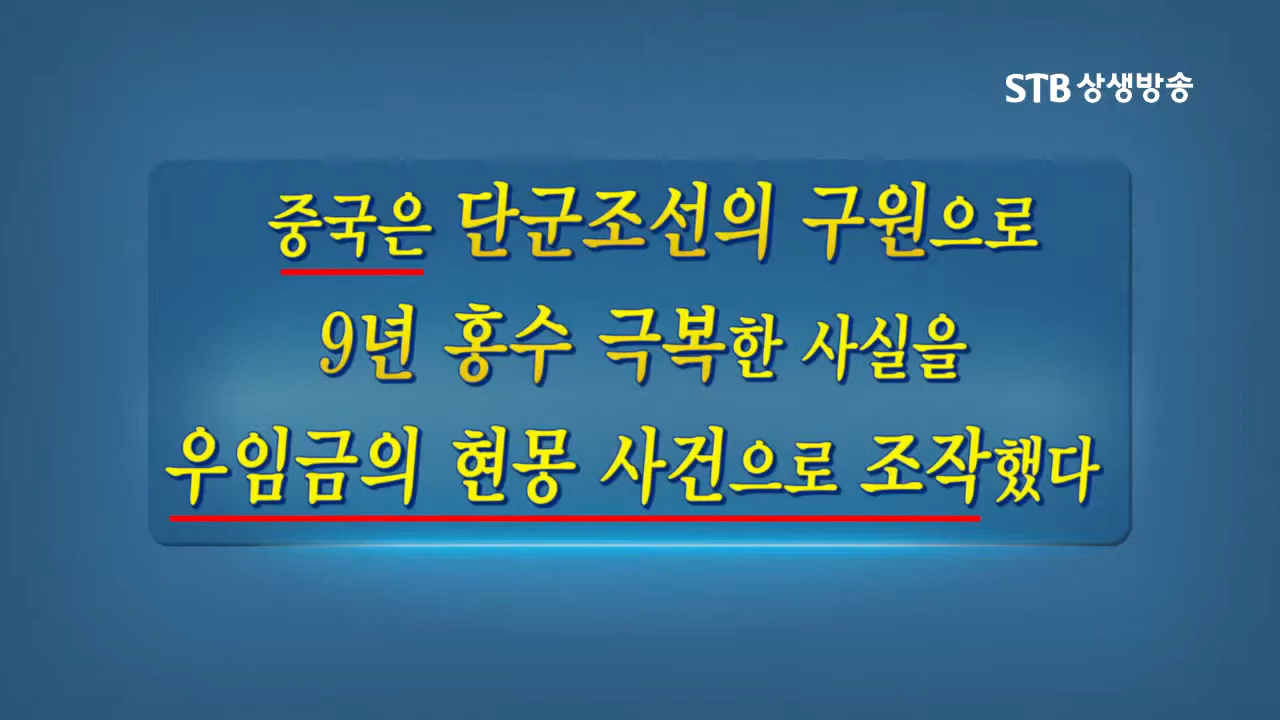 STB 상생방송
중국은 단군조선의 구원으로
9년 홍수 극복한 사실을
우임금의 현몽 사건으로 조작했다